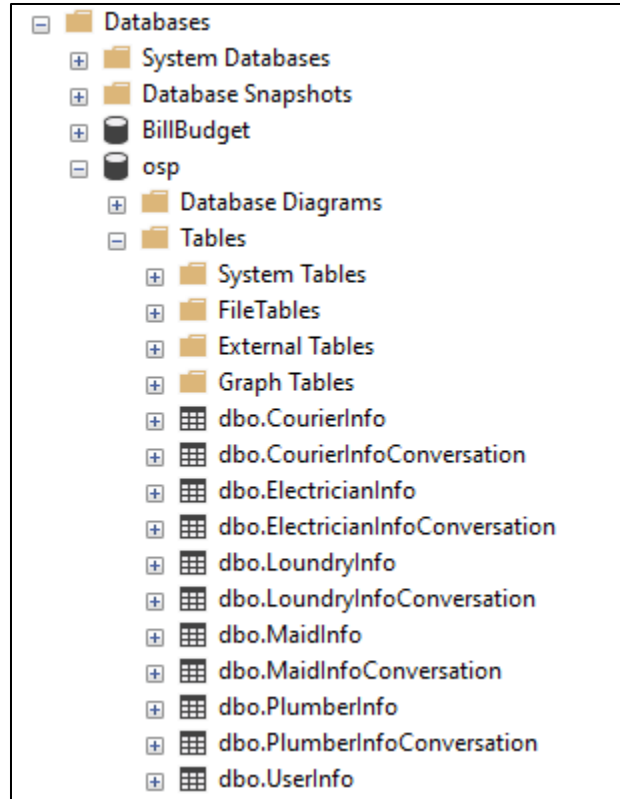 Databases
System Databases
Database Snapshots
BillBudget
osp
Database Diagrams
Tables
System Tables
FileTables
External Tables
Graph Tables
dbo.CourierInfo
dbo.CourierInfoConversation
dbo.ElectricianInfo
dbo.ElectricianInfoConversation
dbo.LoundryInfo
dbo.LoundryInfoConversation
dbo.MaidInfo
dbo.MaidInfoConversation
dbo.PlumberInfo
dbo.PlumberInfoConversation
dbo.UserInfo